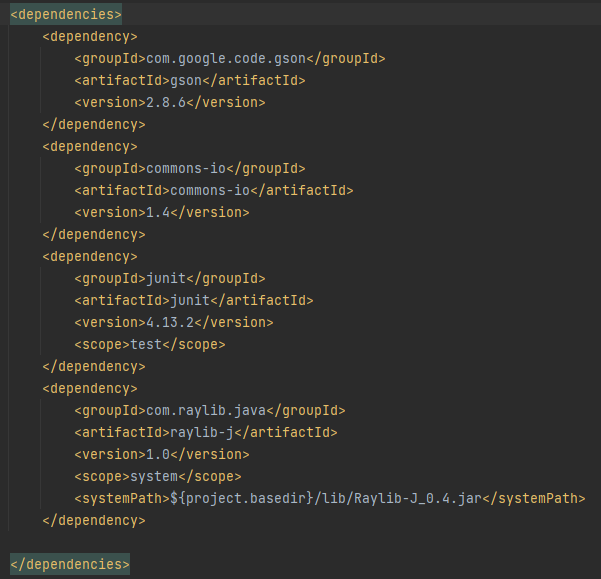 <dependencies>
<dependency>
<groupId>com.google.code.gson</groupId>
<artifactId>gson</artifactId>
<version>2.8.6</version>
</dependency>
<dependency>
<groupId>commons-io</groupId>
<artifactId>commons-io</artifactId>
<version>1.4</version>
</dependency>
<dependency>
<groupId>junit</groupId>
<artifactId>junit</artifactId>
<version>4.13.2</version>
<scope>test</scope>
</dependency>
<dependency>
<groupId>com.raylib.java</groupId>
<artifactId>raylib-j</artifactId>
<version>1.0</version>
<scope>system</scope>
<systemPath>${project.basedir}/lib/Raylib-J_0.4.jar</systemPath>
</dependency>
</dependencies>